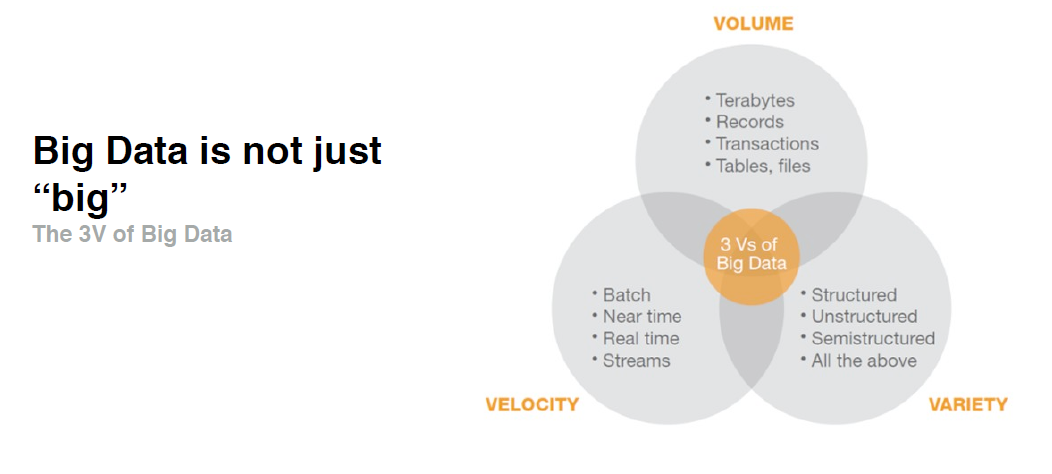 Big Data is not just
“big”
The 3V of Big Data
VOLUME
• Terabytes
• Records
• Transactions
• Tables, files
3 Vs of
Big Data
• Batch
• Near time
• Real time
• Streams
VELOCITY
• Structured
• Unstructured
• Semistructured
• All the above
VARIETY